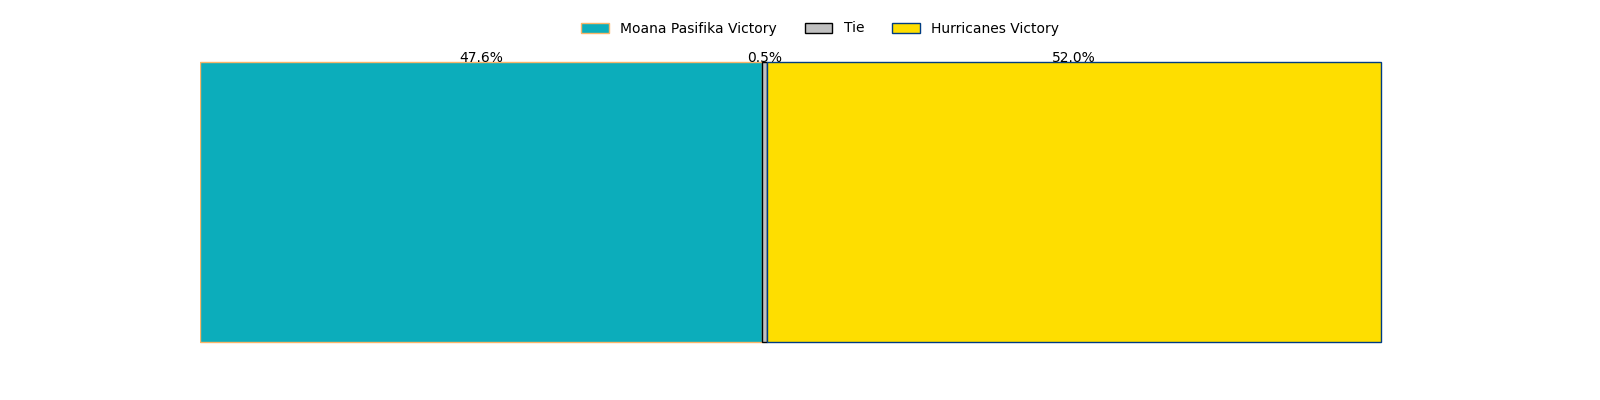 Moana Pasifika Victory Tie Hurricanes Victory
47.6% 0.5% 52.0%